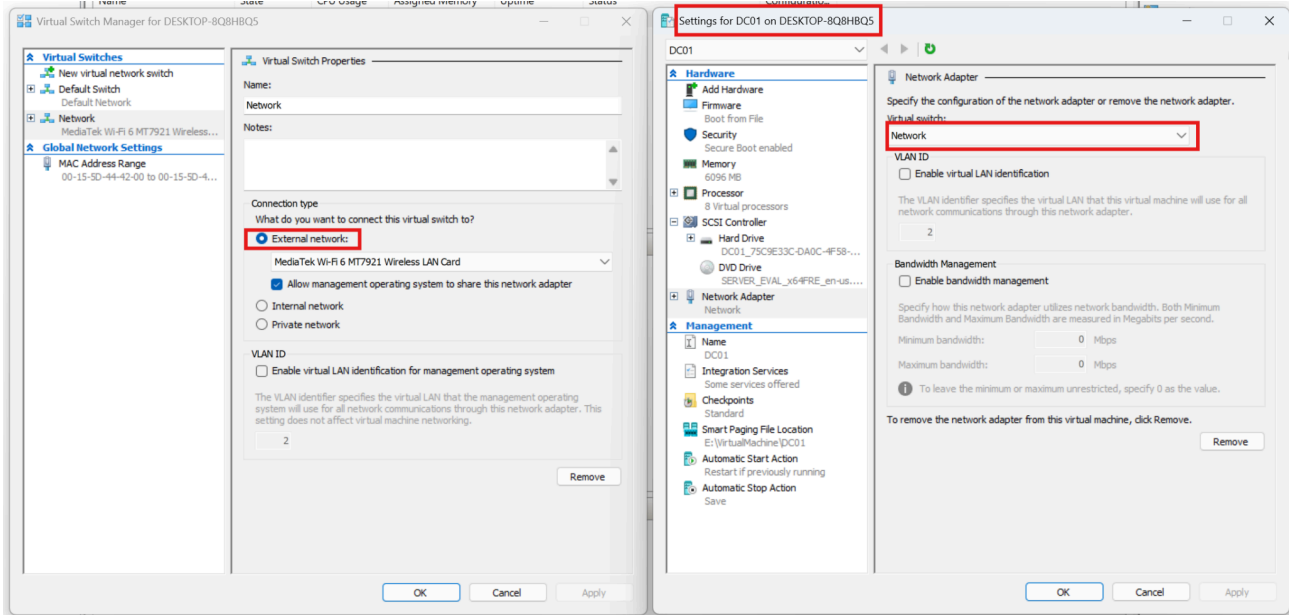 Name State CPU Usage Assigned Memory Uptime Status Configuratio...
Virtual Switch Manager for DESKTOP-8Q8HBQ5
Virtual Switches
New virtual network switch
Default Switch
Default Network
Network
MediaTek Wi-Fi 6 MT7921 Wireless...
Global Network Settings
MAC Address Range
00-15-5D-44-42-00 to 00-15-5D-4...
Virtual Switch Properties
Name:
Network
Notes:
Connection type
What do you want to connect this virtual switch to?
External network:
MediaTek Wi-Fi 6 MT7921 Wireless LAN Card
Allow management operating system to share this network adapter
Internal network
Private network
VLAN ID
Enable virtual LAN identification for management operating system
The VLAN identifier specifies the virtual LAN that the management operating
system will use for all network communications through this network adapter. This
setting does not affect virtual machine networking.
2
Remove
OK Cancel Apply
Settings for DC01 on DESKTOP-8Q8HBQ5
DC01
Hardware
Add Hardware
Firmware
Boot from File
Security
Secure Boot enabled
Memory
6096 MB
Processor
8 Virtual processors
SCSI Controller
Hard Drive
DC01_75C9E33C-DA0C-4F58-...
DVD Drive
SERVER_EVAL_x64FRE_en-us....
Network Adapter
Network
Management
Name
DC01
Integration Services
Some services offered
Checkpoints
Standard
Smart Paging File Location
E:\VirtualMachine\DC01
Automatic Start Action
Restart if previously running
Automatic Stop Action
Save
Network Adapter
Specify the configuration of the network adapter or remove the network adapter.
Virtual switch:
Network
VLAN ID
Enable virtual LAN identification
The VLAN identifier specifies the virtual LAN that this virtual machine will use for all
network communications through this network adapter.
2
Bandwidth Management
Enable bandwidth management
Specify how this network adapter utilizes network bandwidth. Both Minimum
Bandwidth and Maximum Bandwidth are measured in Megabits per second.
Minimum bandwidth: 0 Mbps
Maximum bandwidth: 0 Mbps
To leave the minimum or maximum unrestricted, specify 0 as the value.
To remove the network adapter from this virtual machine, click Remove.
Remove
OK Cancel Apply